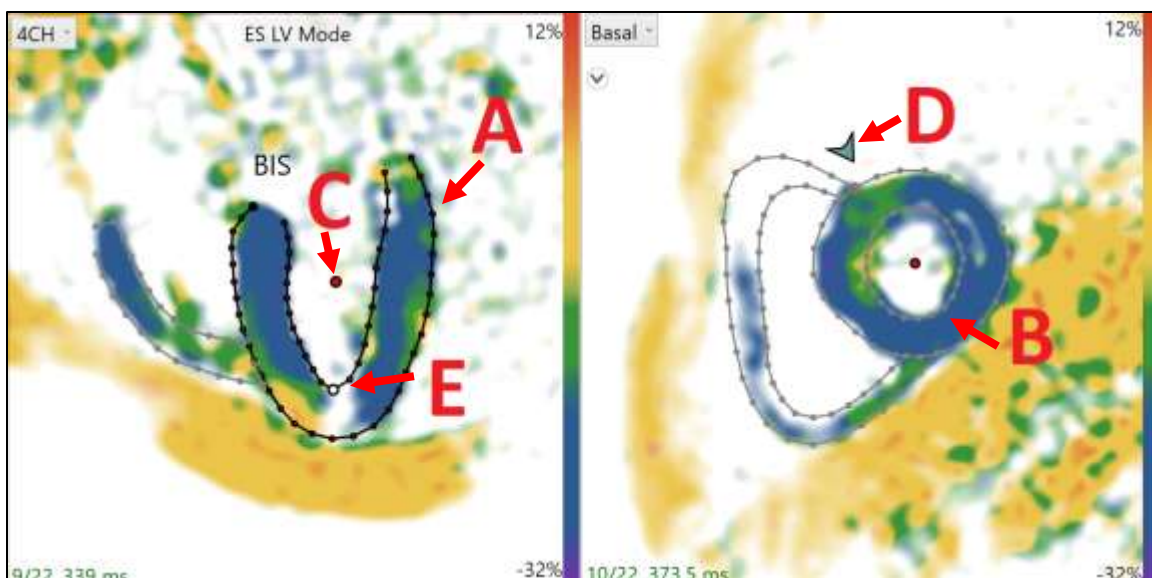 4CH
ES LV Mode
12%
A
BIS
C
E
9/22 339 ms
-32%
Basal
12%
D
B
10/22 373.5 ms
-32%